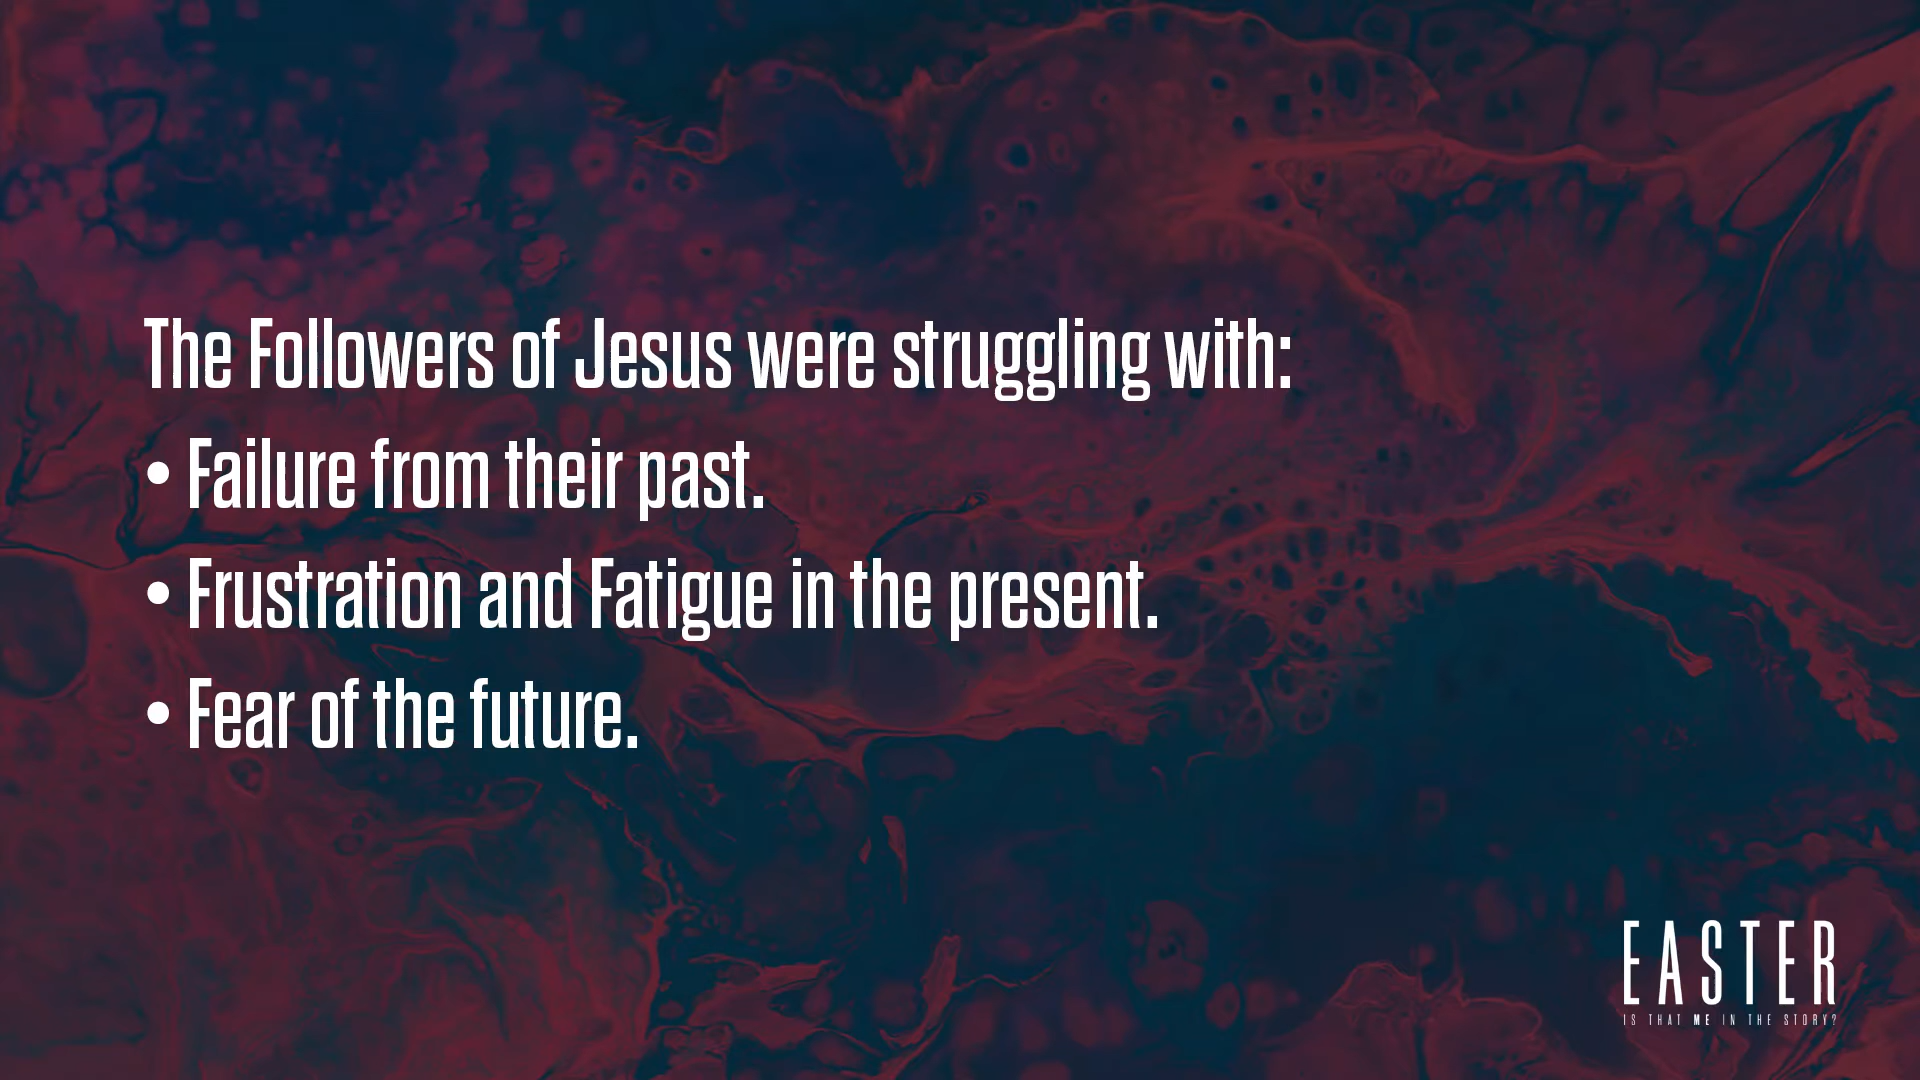 The Followers of Jesus were struggling with:
• Failure from their past.
• Frustration and Fatigue in the present.
• Fear of the future.
EASTER
IS THAT ME IN THE STORY?